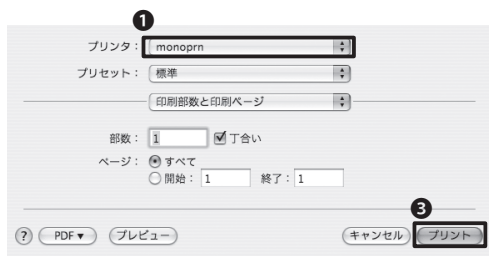 ❶
プリンタ： monoprn
プリセット： 標準
印刷部数と印刷ページ
部数： 1 丁合い
ページ： すべて
開始： 1 終了： 1
❸
? PDF▼ プレビュー キャンセル プリント